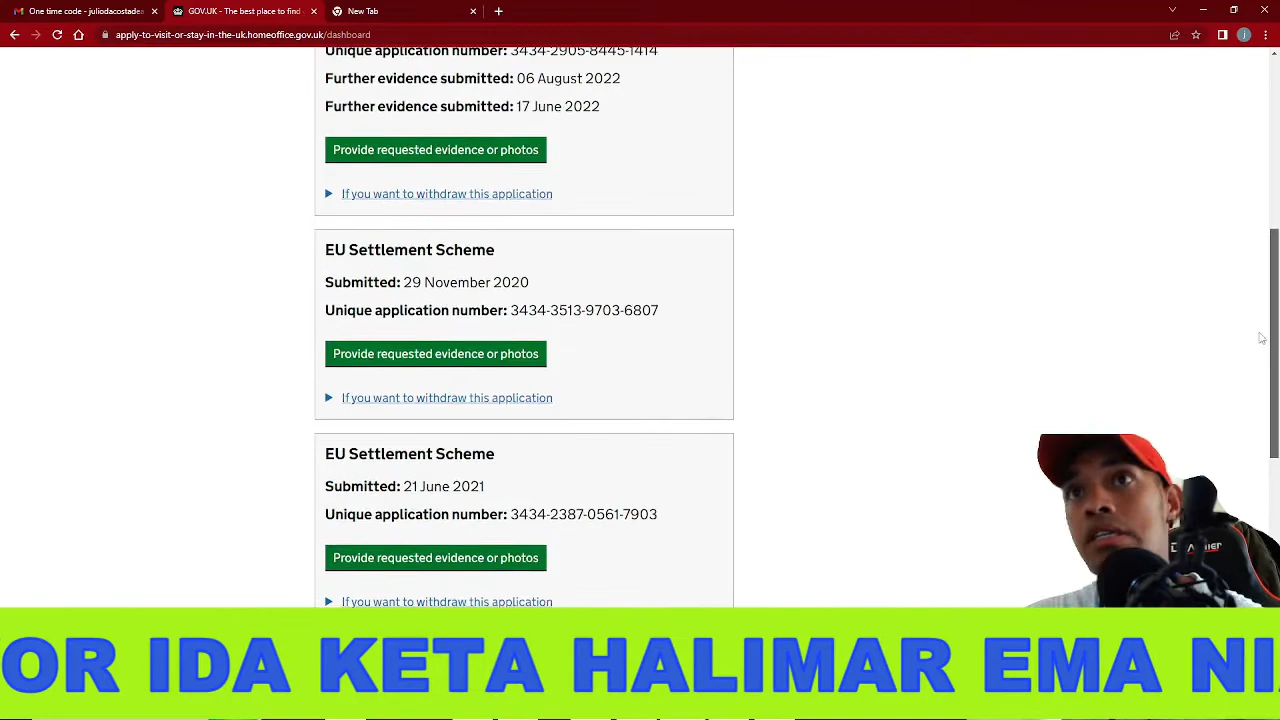 One time code - juliodacostadea
GOV.UK - The best place to find
New Tab
apply-to-visit-or-stay-in-the-uk.homeoffice.gov.uk/dashboard
j
Unique application number: 3434-2905-8445-1414
Further evidence submitted: 06 August 2022
Further evidence submitted: 17 June 2022
Provide requested evidence or photos
If you want to withdraw this application
EU Settlement Scheme
Submitted: 29 November 2020
Unique application number: 3434-3513-9703-6807
Provide requested evidence or photos
If you want to withdraw this application
EU Settlement Scheme
Submitted: 21 June 2021
Unique application number: 3434-2387-0561-7903
Provide requested evidence or photos
If you want to withdraw this application
OR IDA KETA HALIMAR EMA